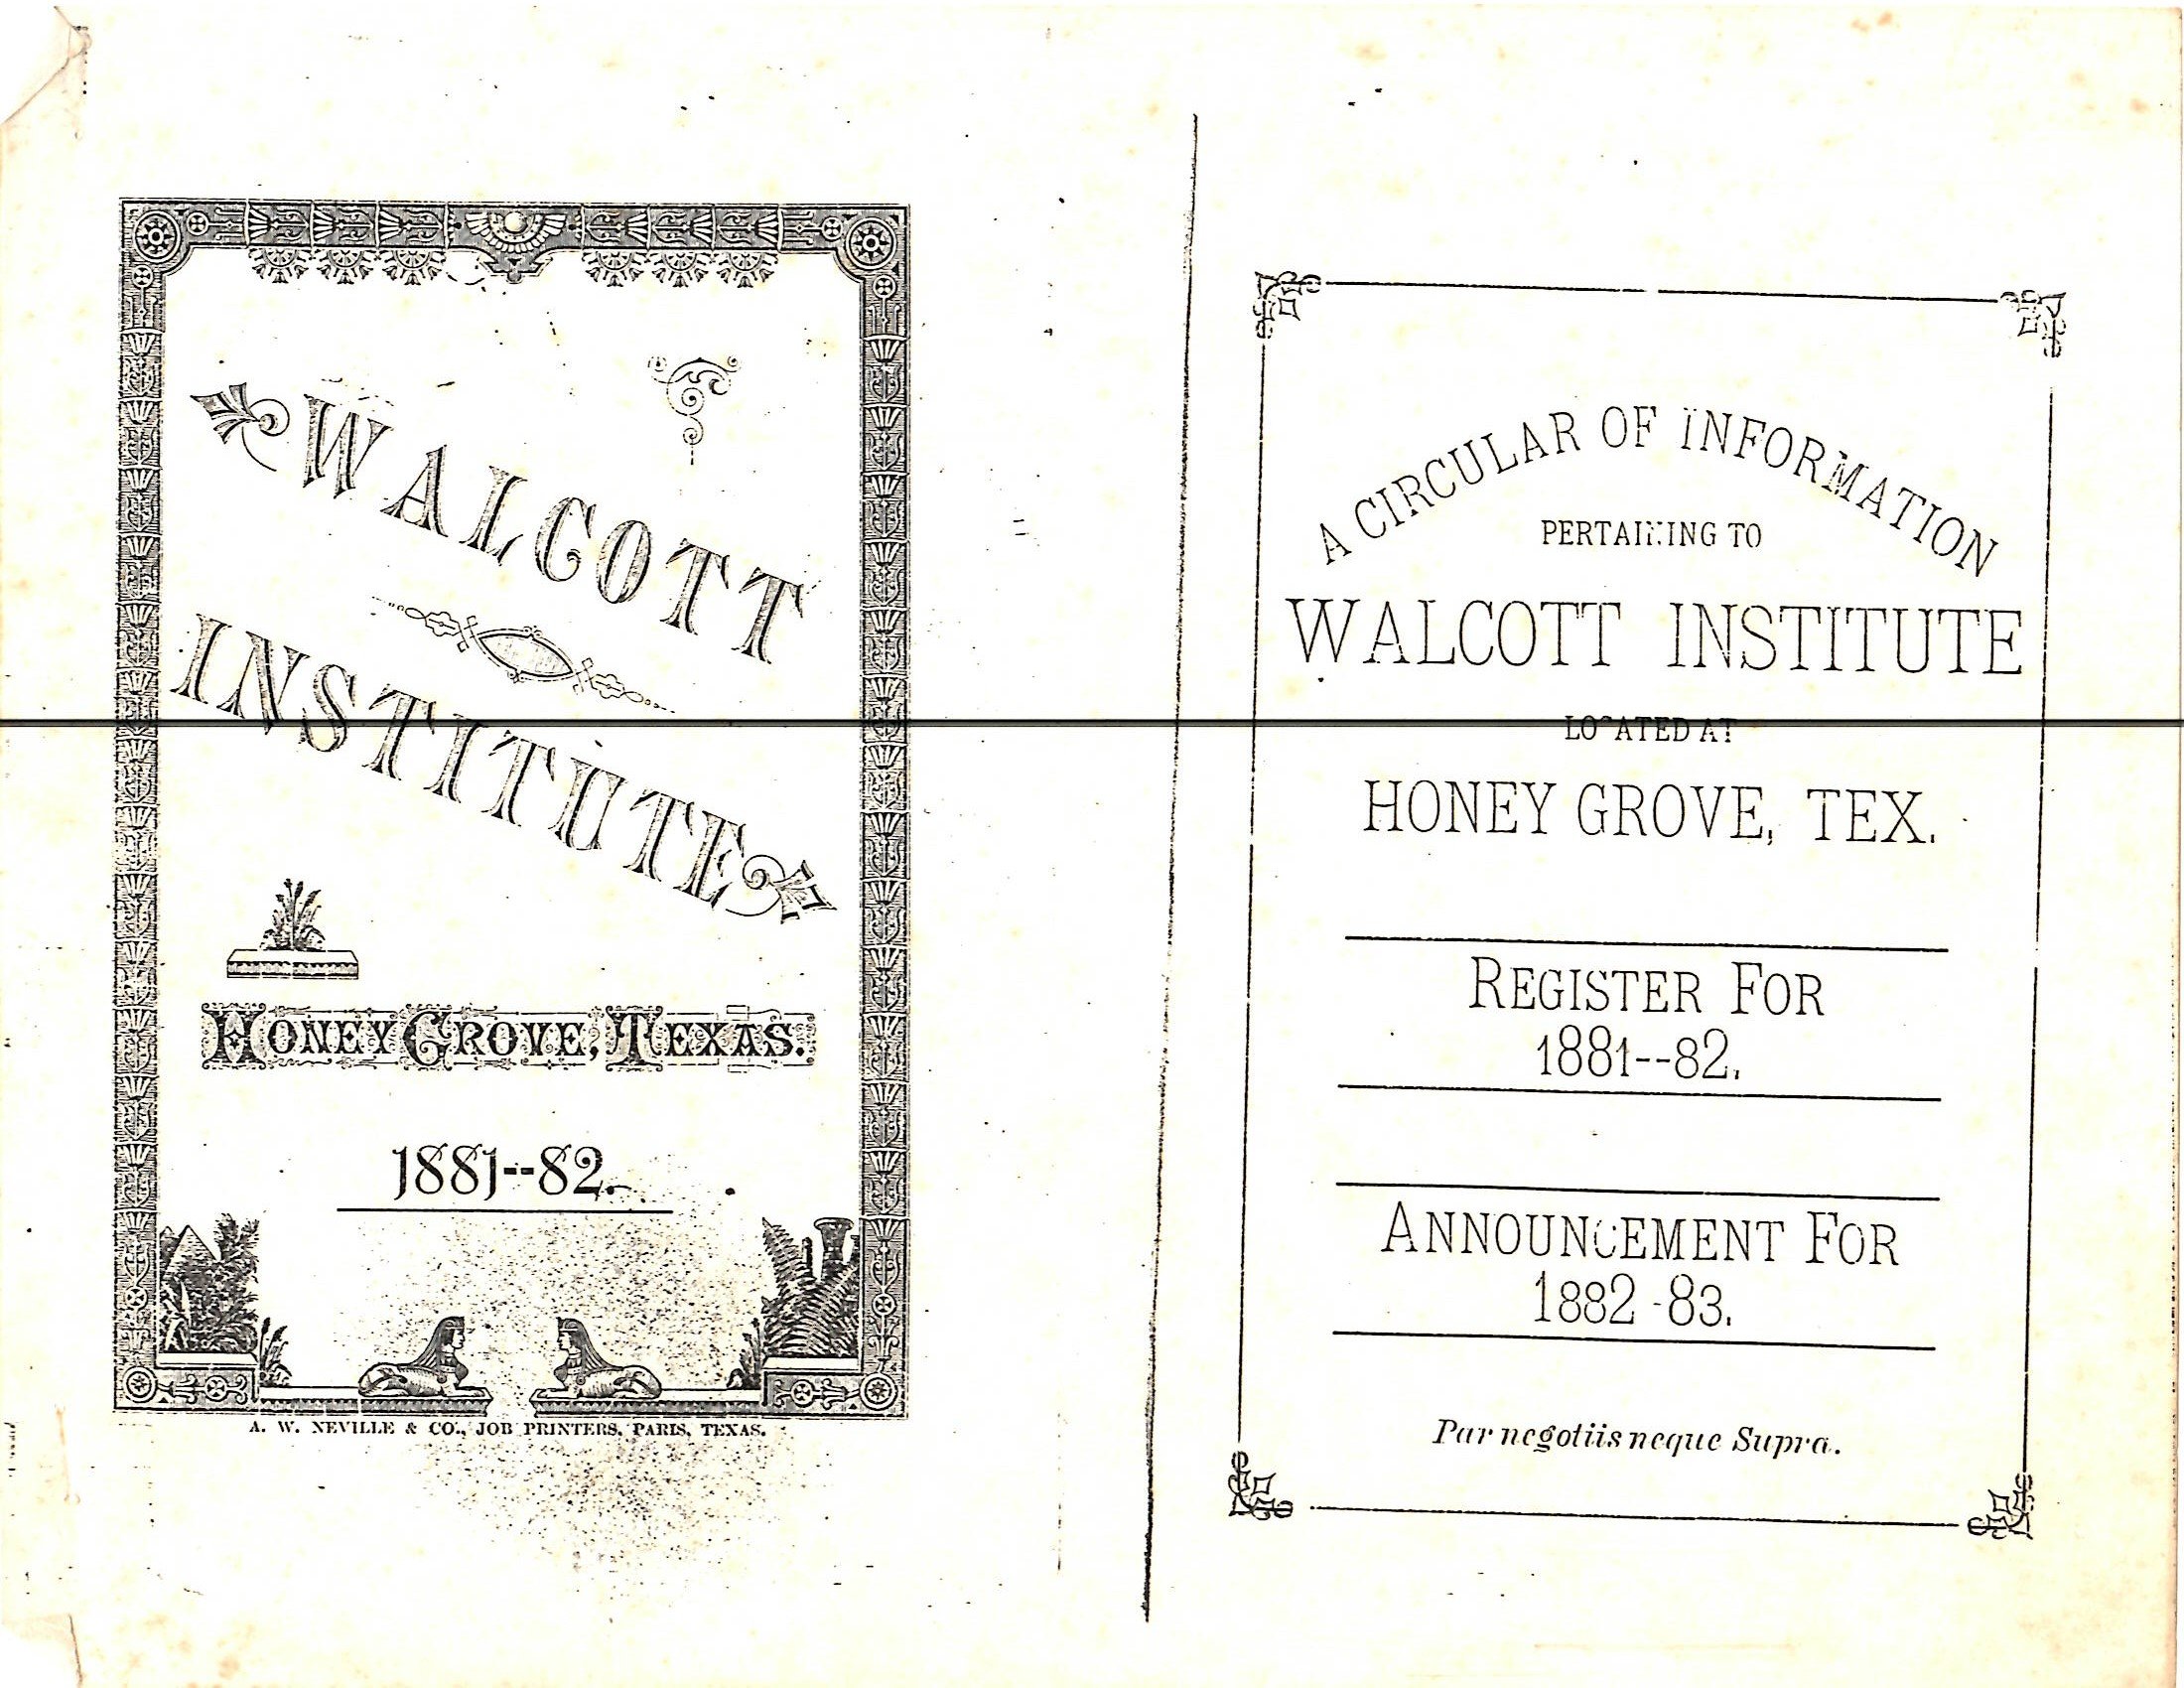 WALCOTT
INSTITUTE
HONEY GROVE, TEXAS.
1881--82.
A. W. NEVILLE & CO., JOB PRINTERS, PARIS, TEXAS.
A CIRCULAR OF INFORMATION
PERTAINING TO
WALCOTT INSTITUTE
LOCATED AT
HONEY GROVE, TEX.
REGISTER FOR
1881--82.
ANNOUNCEMENT FOR
1882-83.
Par negotiis neque Supra.